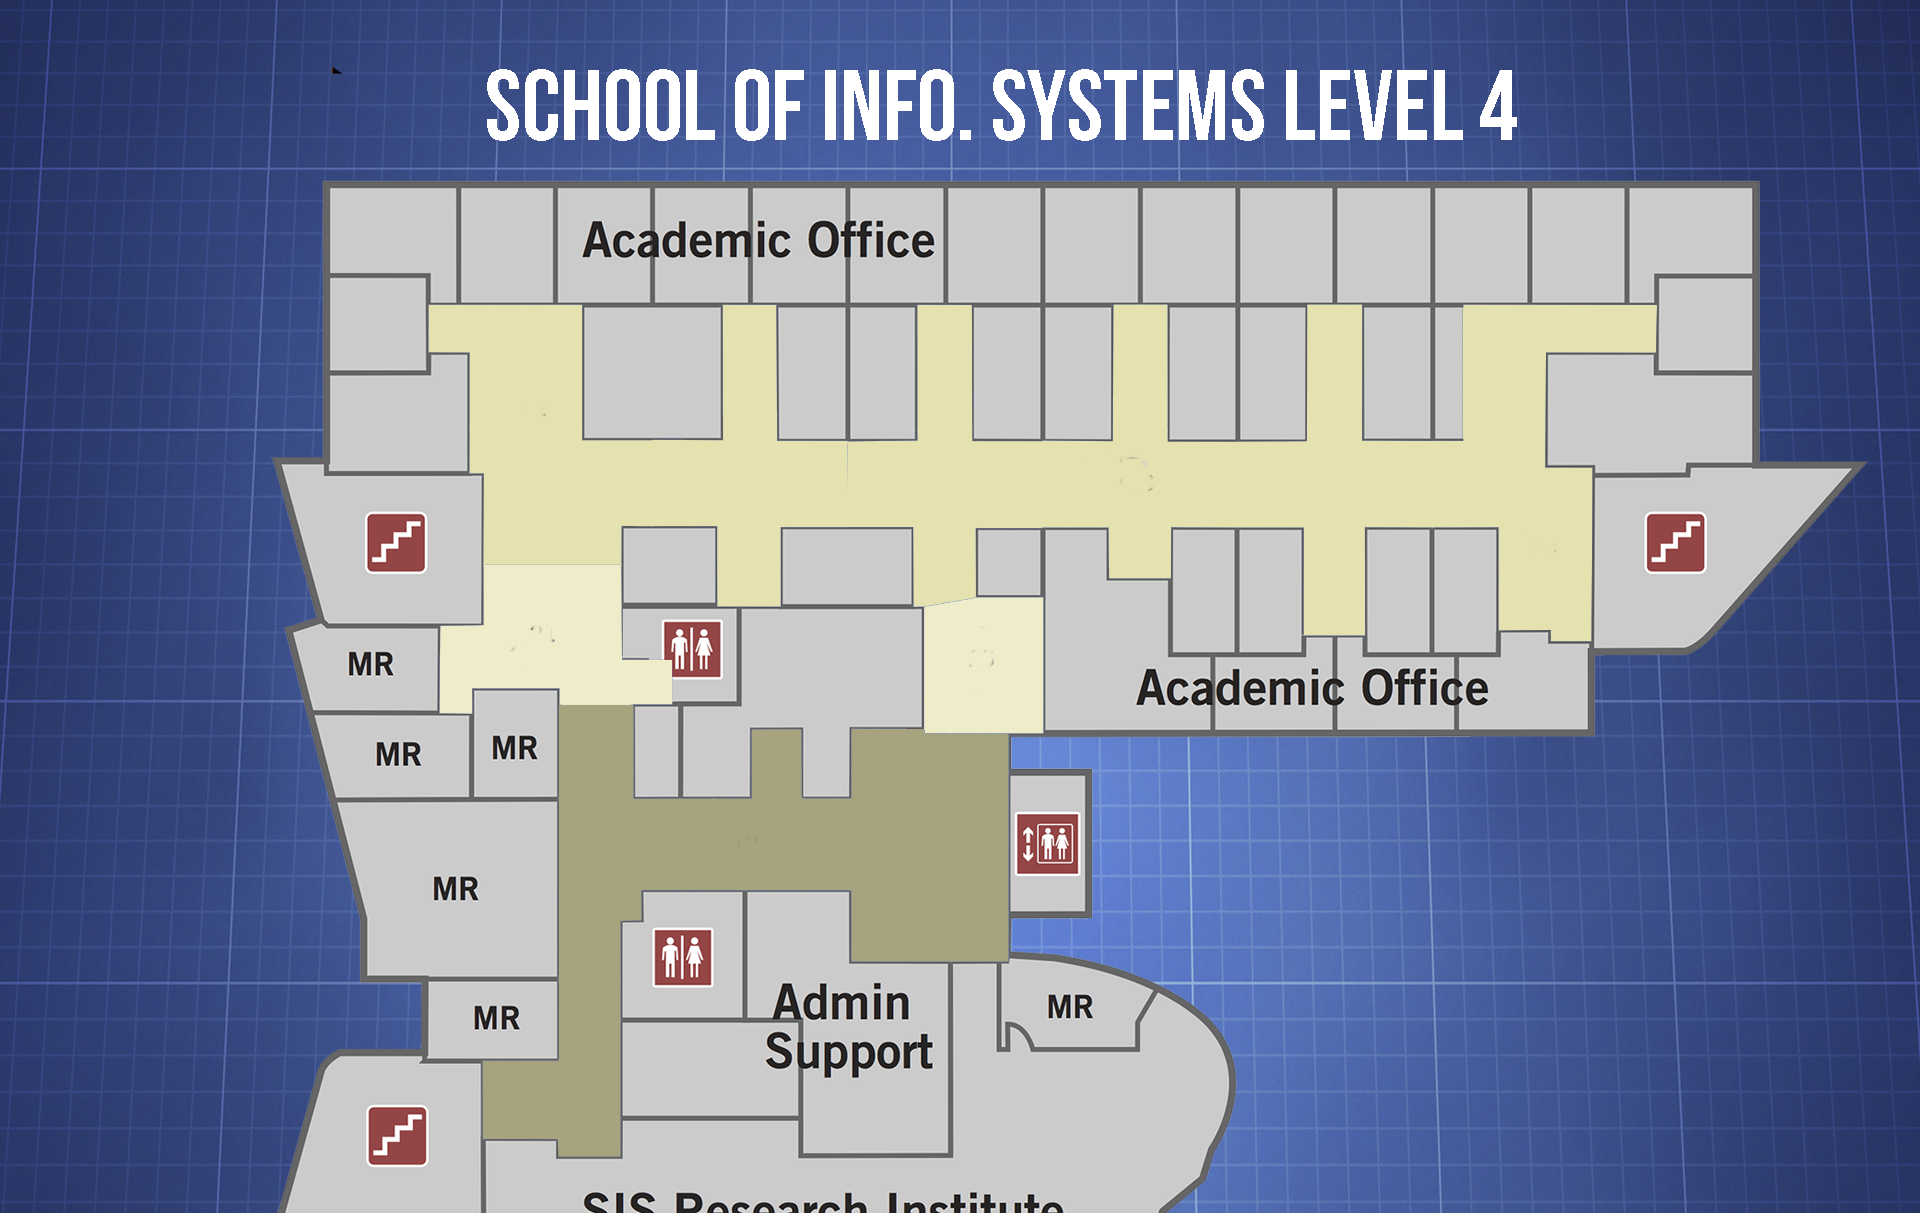 SCHOOL OF INFO. SYSTEMS LEVEL 4
Academic Office
MR
Academic Office
MR
MR
MR
Admin
Support
MR
MR
SIS Research Institute